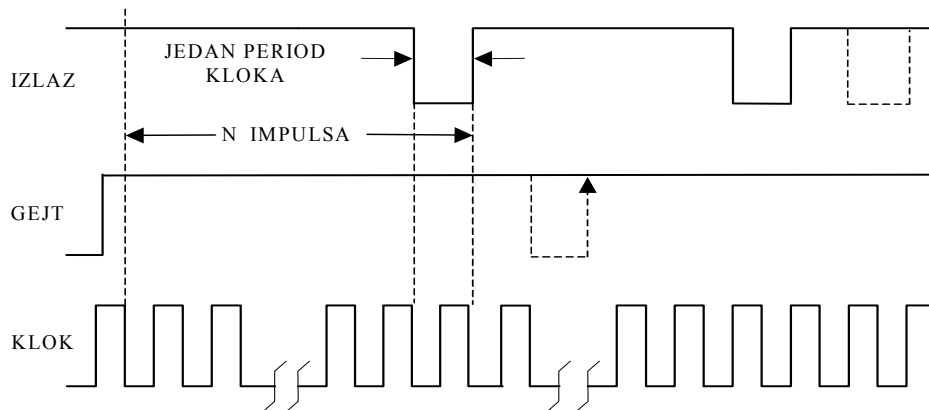 JEDAN PERIOD
KLOKA
IZLAZ
N IMPULSA
GEJT
KLOK